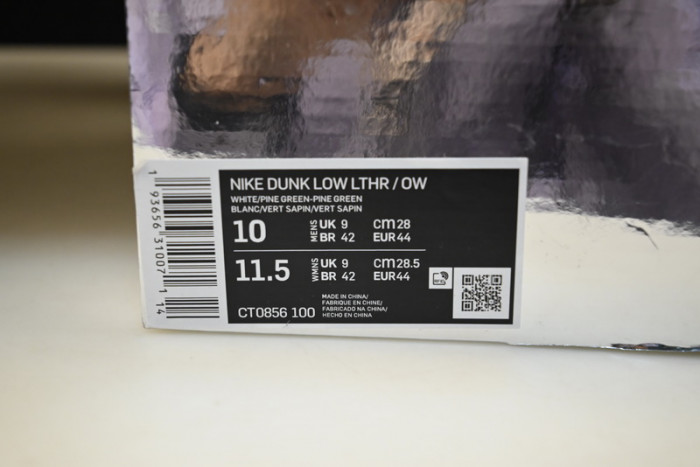 NIKE DUNK LOW LTHR / OW
WHITE/PINE GREEN-PINE GREEN
BLANC/VERT SAPIN/VERT SAPIN
10 MENS UK 9 cm 28
BR 42 EUR 44
11.5 WMNS UK 9 cm 28.5
BR 42 EUR 44
CT0856 100
MADE IN CHINA/
FABRIQUE EN CHINE/
FABRICADO NA CHINA/
HECHO EN CHINA
1 93656 31007 1 14